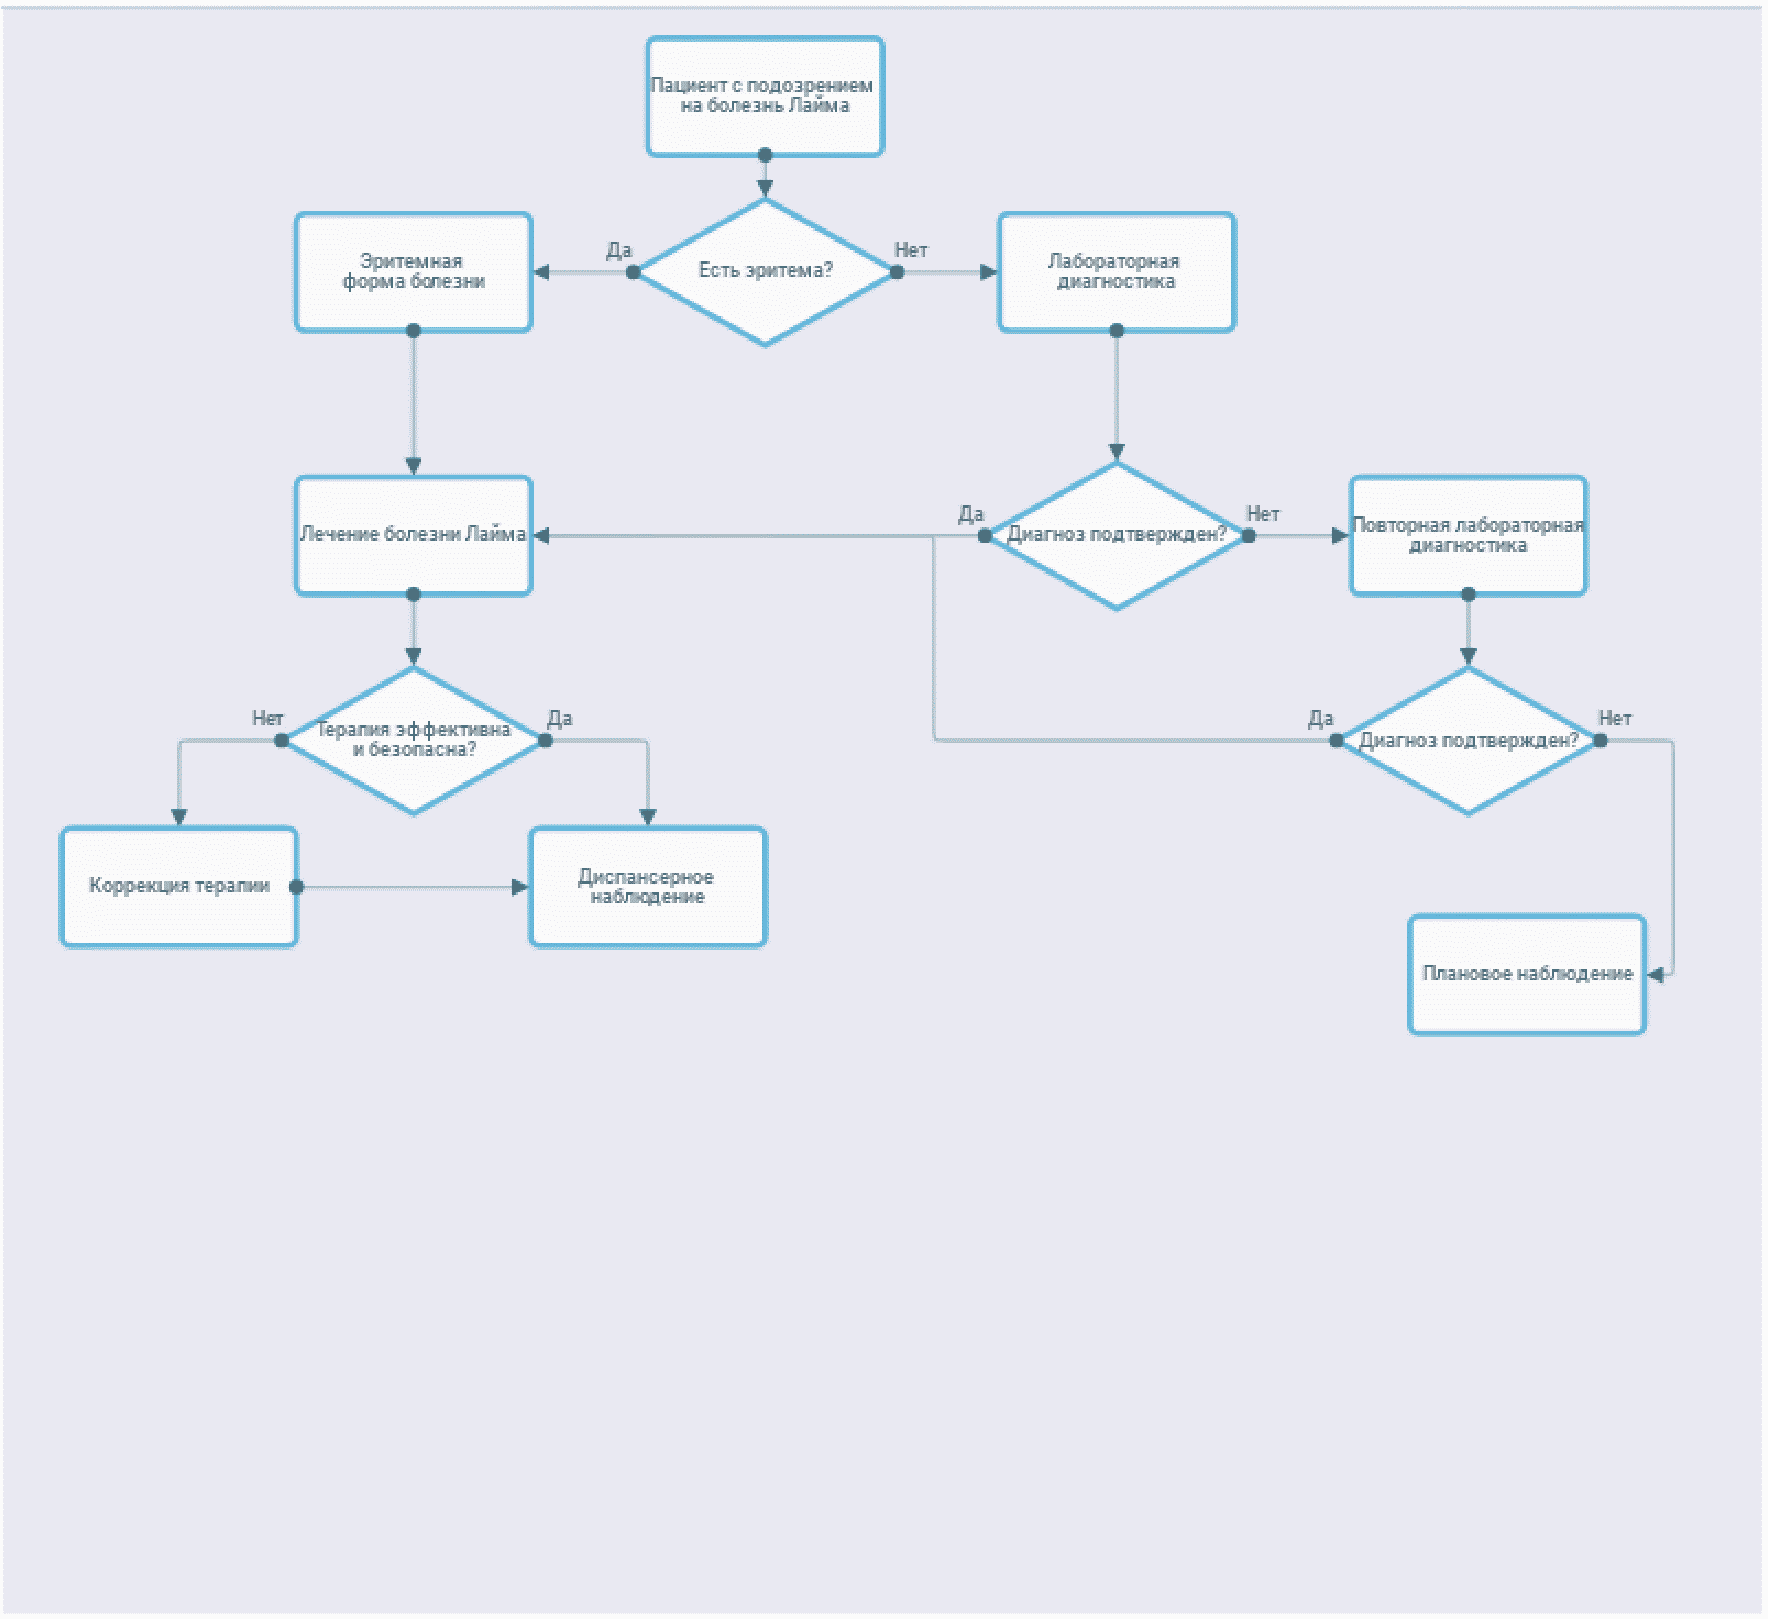 Пациент с подозрением
на болезнь Лайма
Эритемная
форма болезни
Да
Есть эритема?
Нет
Лабораторная
диагностика
Лечение болезни Лайма
Да
Диагноз подтвержден?
Нет
Повторная лабораторная
диагностика
Нет
Терапия эффективна
и безопасна?
Да
Да
Диагноз подтвержден?
Нет
Коррекция терапии
Диспансерное
наблюдение
Плановое наблюдение